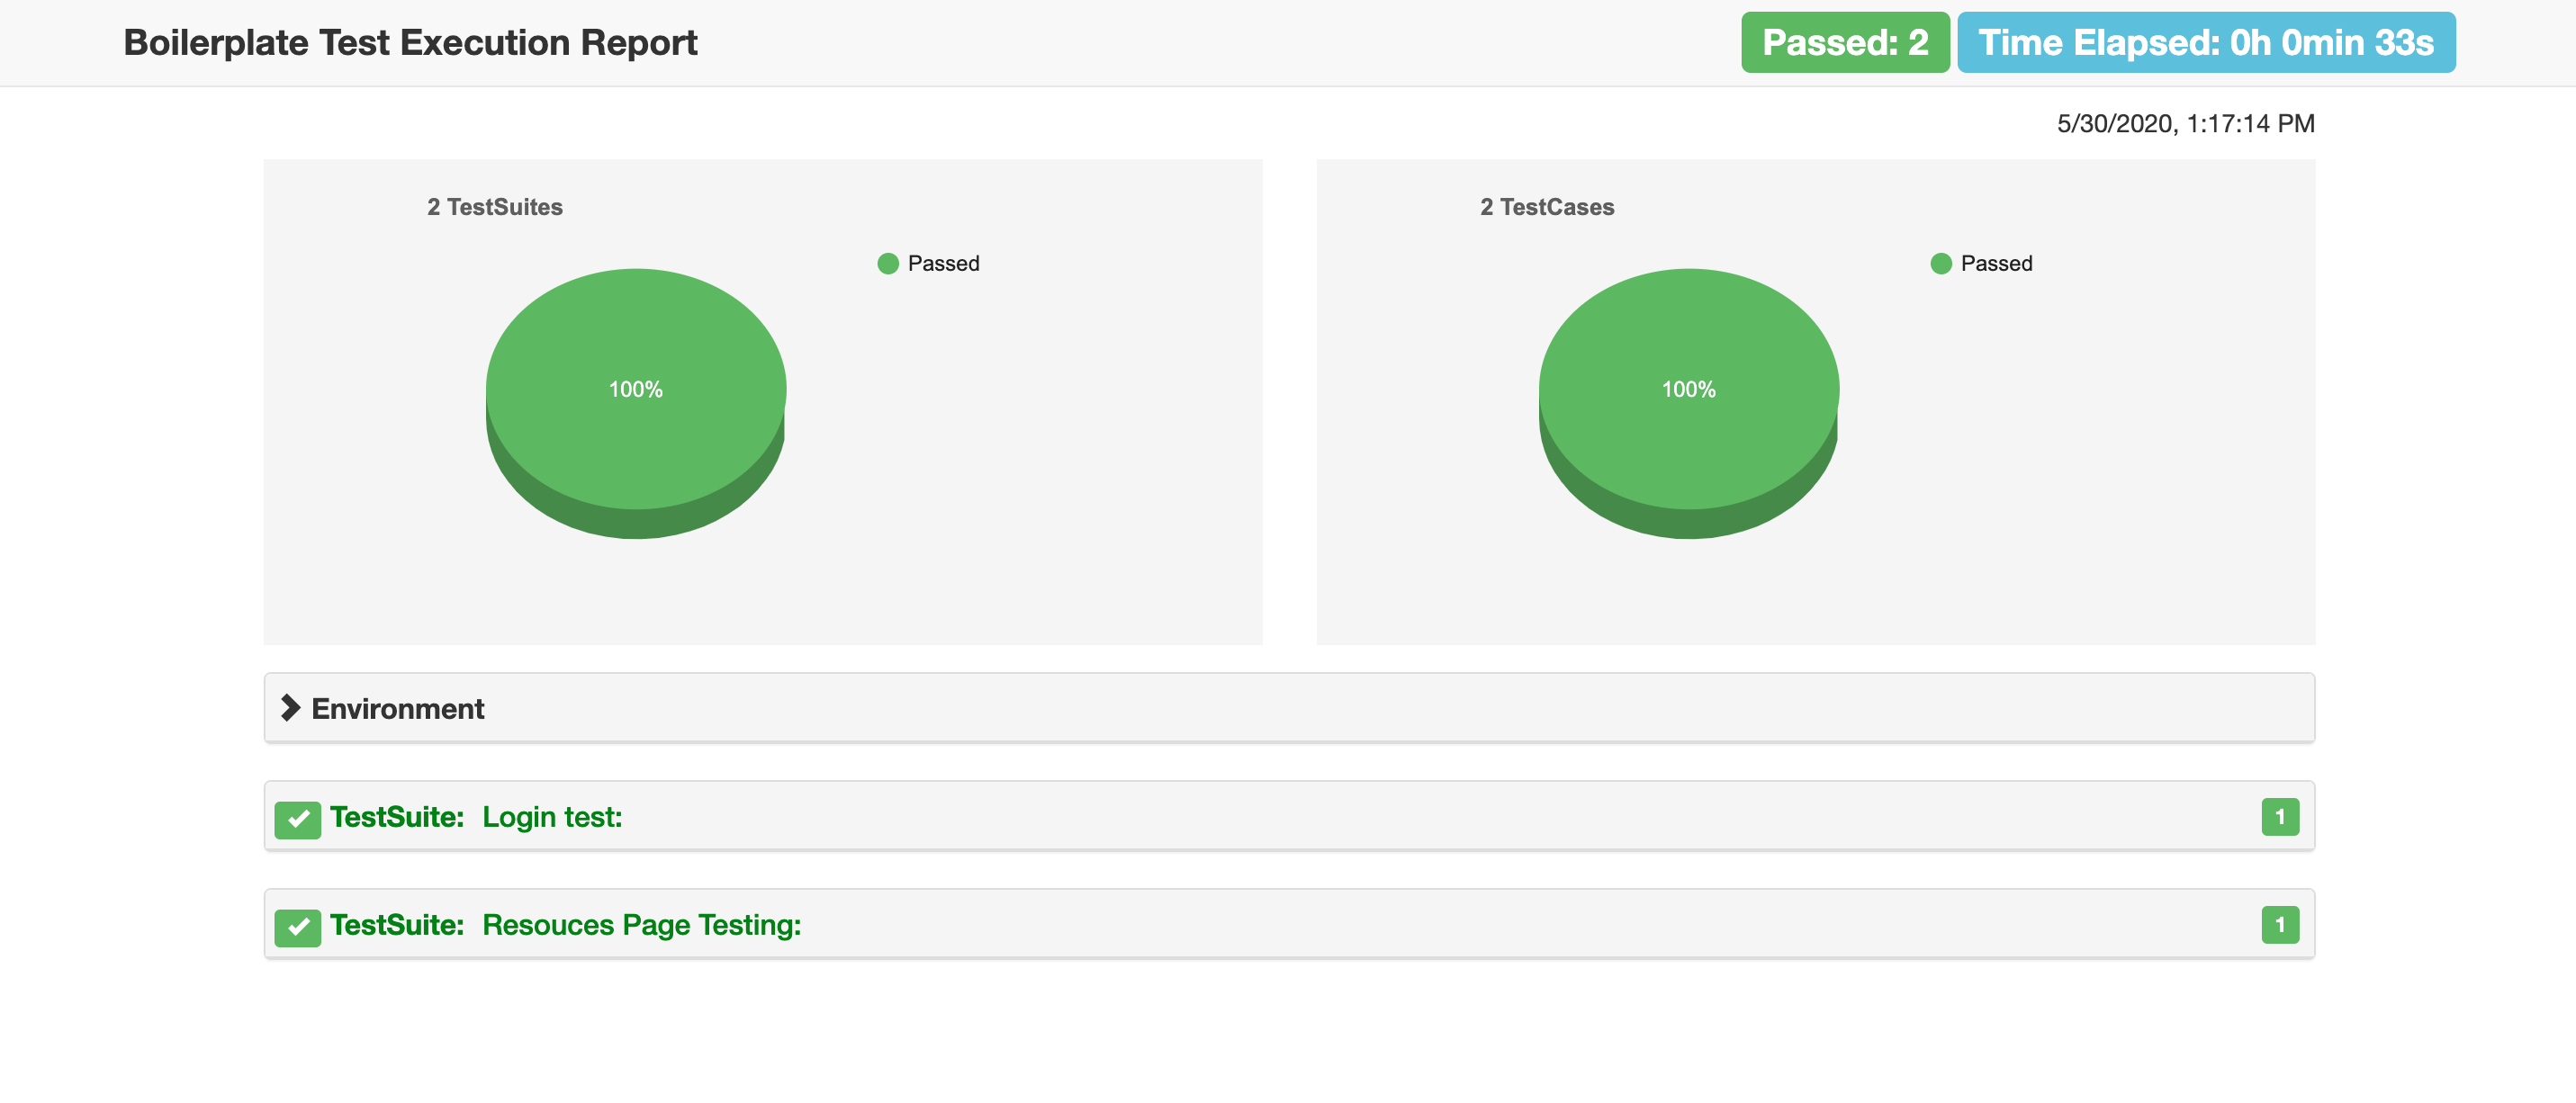 Boilerplate Test Execution Report
Passed: 2
Time Elapsed: 0h 0min 33s
5/30/2020, 1:17:14 PM
2 TestSuites
Passed
100%
2 TestCases
Passed
100%
Environment
TestSuite: Login test:
1
TestSuite: Resouces Page Testing:
1